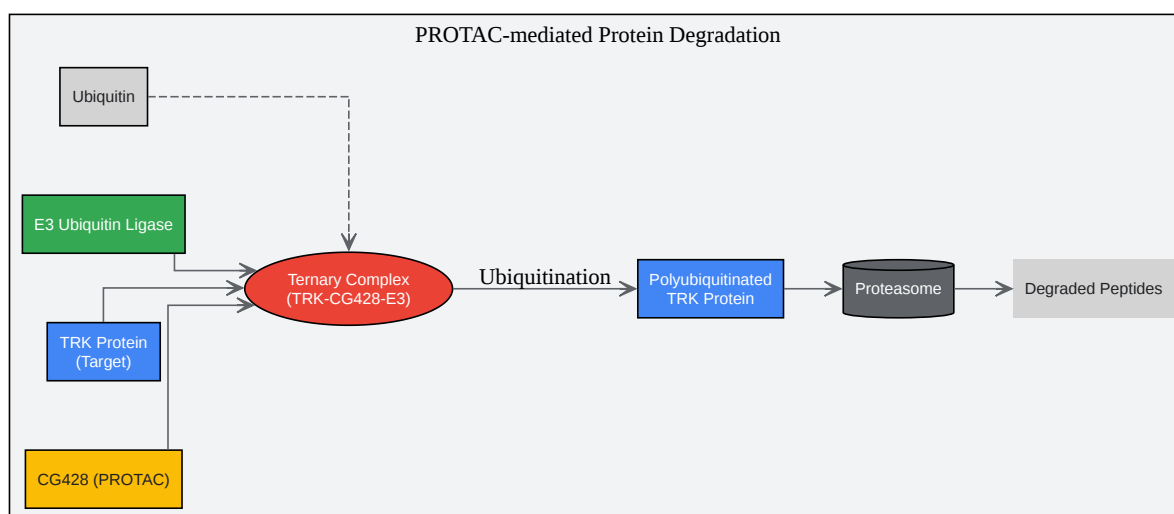 PROTAC-mediated Protein Degradation
Ubiquitin
E3 Ubiquitin Ligase
TRK Protein
(Target)
CG428 (PROTAC)
Ternary Complex
(TRK-CG428-E3)
Ubiquitination
Polyubiquitinated
TRK Protein
Proteasome
Degraded Peptides